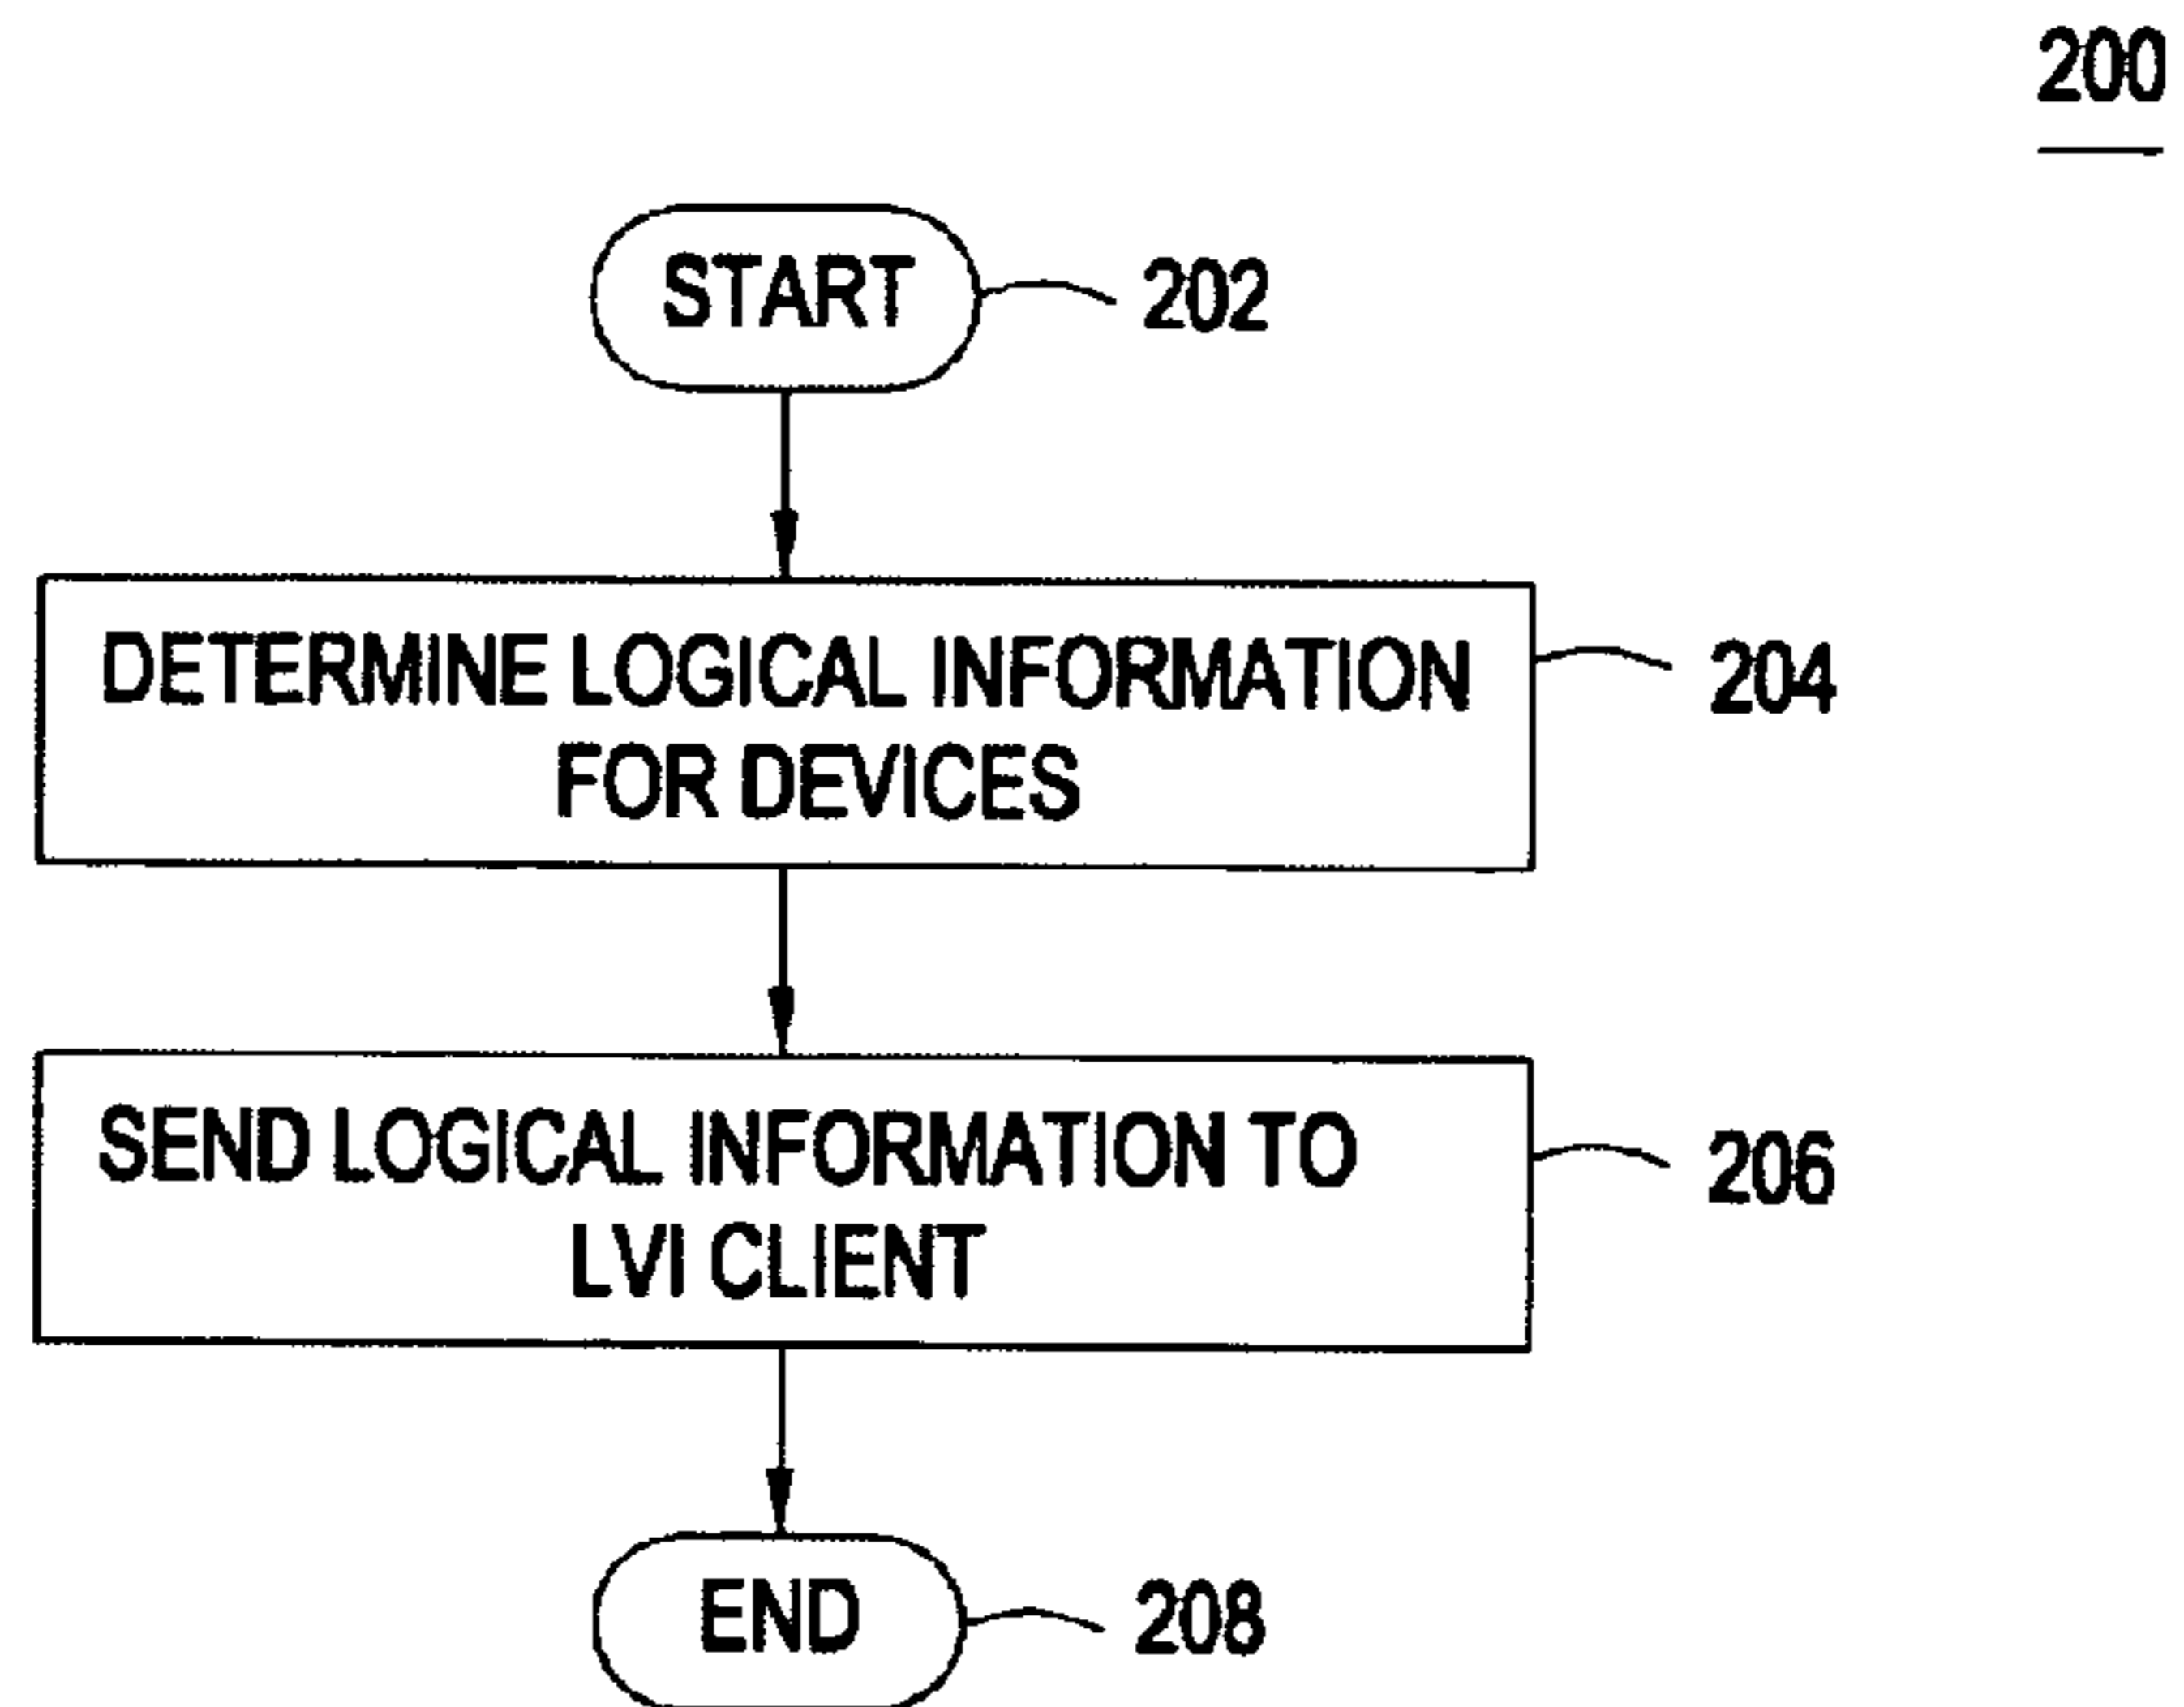 200
START
202
DETERMINE LOGICAL INFORMATION
FOR DEVICES
204
SEND LOGICAL INFORMATION TO
LVI CLIENT
206
END
208